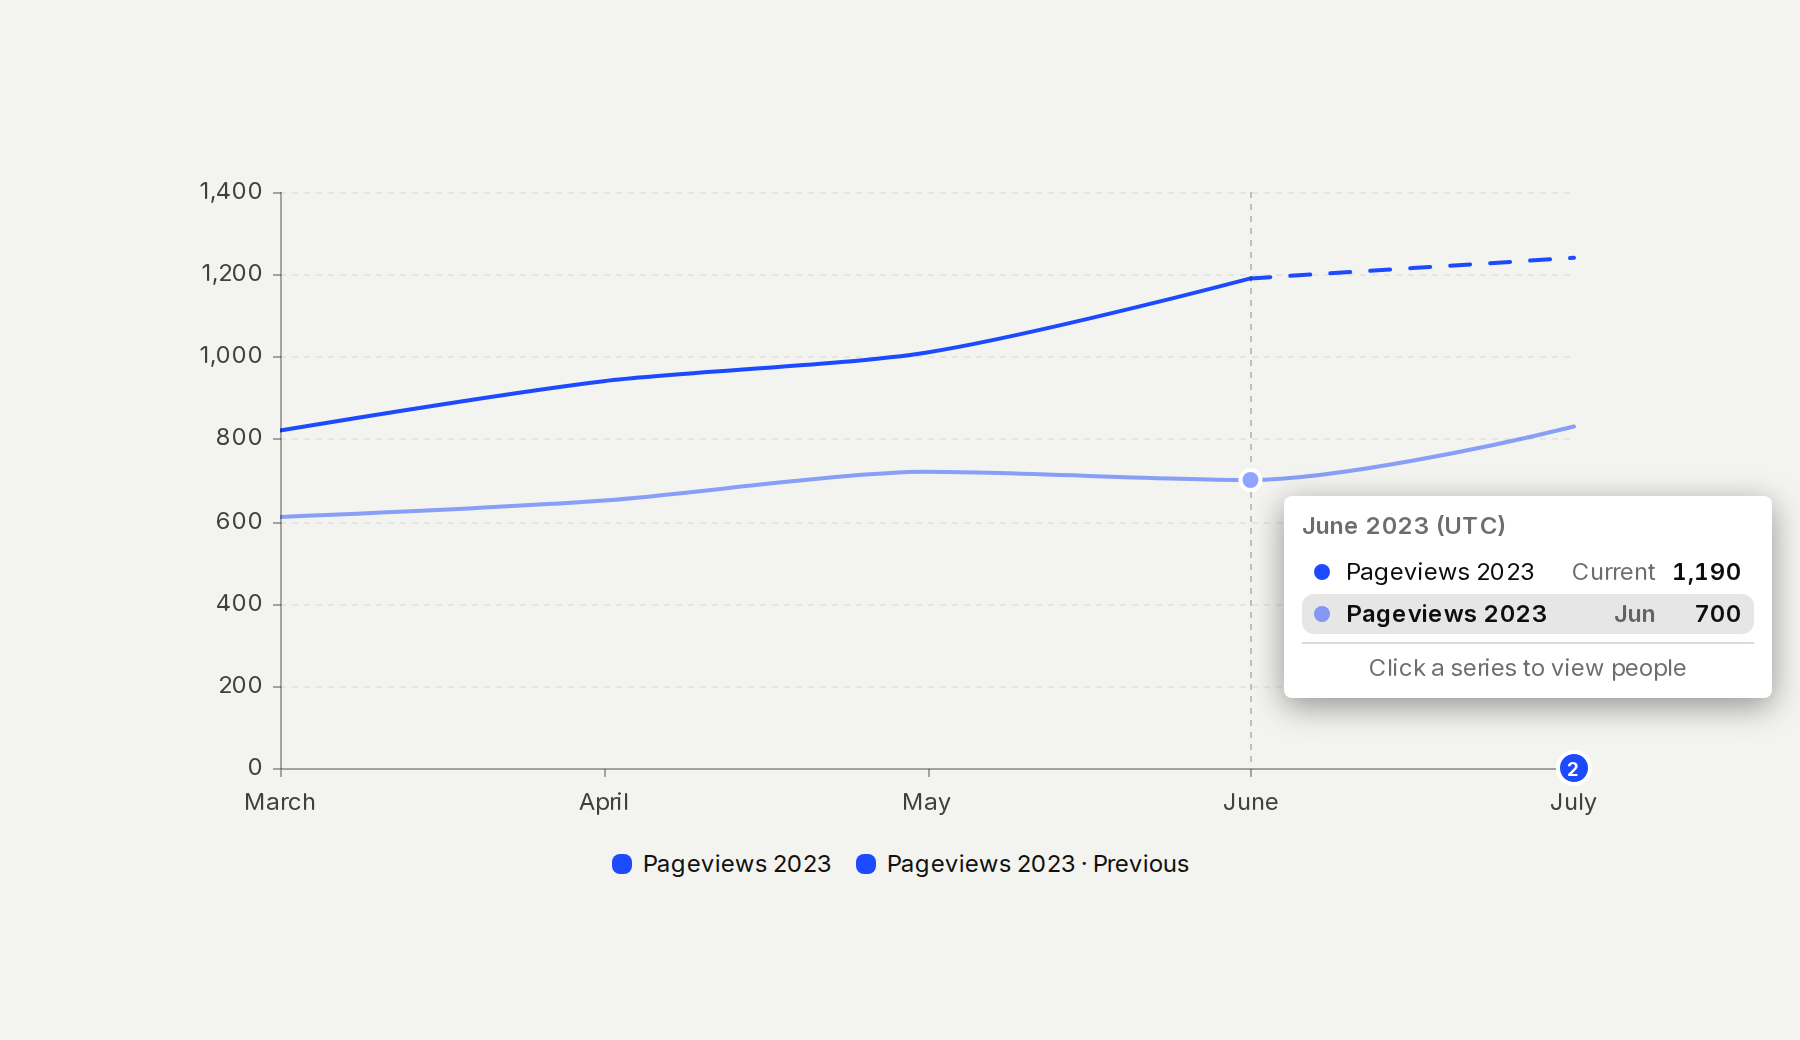 1,400
1,200
1,000
800
600
400
200
0
March April May June July
2
June 2023 (UTC)
Pageviews 2023 Current 1,190
Pageviews 2023 Jun 700
Click a series to view people
Pageviews 2023 Pageviews 2023 · Previous